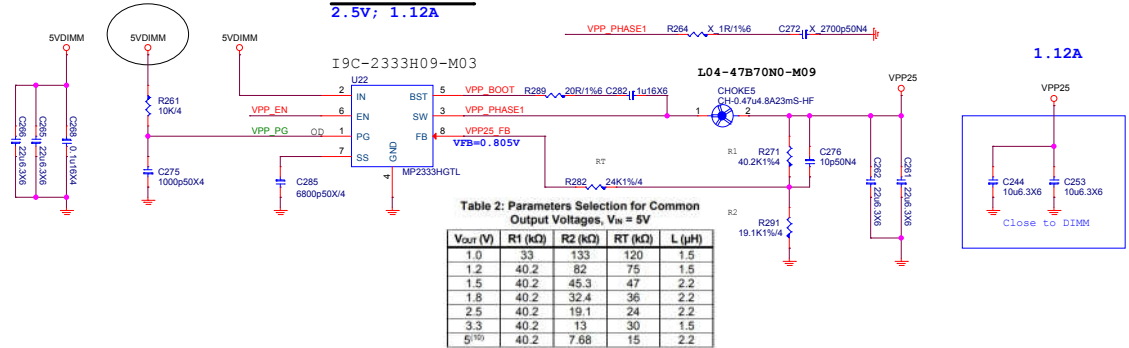 2.5V; 1.12A
5VDIMM
5VDIMM
5VDIMM
VPP_PHASE1
R264
X_1R/1%6
C272
X_2700p50N4
I9C-2333H09-M03
L04-47B70N0-M09
1.12A
U22
CHOKE5
CH-0.47u4.8A23mS-HF
VPP25
VPP25
R261
10K/4
2
IN
BST
5
VPP_BOOT
R289
20R/1%6
C282
1u16X6
VPP_EN
6
EN
SW
3
VPP_PHASE1
1
2
VPP_PG
OD
1
PG
FB
8
VPP25_FB
VFB=0.805V
7
SS
GND
4
MP2333HGTL
C266
22u6.3X6
C265
22u6.3X6
C268
0.1u16X4
C275
1000p50X4
C285
6800p50X/4
RT
R282
24K1%/4
R1
R271
40.2K1%/4
C276
10p50N4
R2
R291
19.1K1%/4
C262
22u6.3X6
C261
22u6.3X6
C244
10u6.3X6
C253
10u6.3X6
Close to DIMM
Table 2: Parameters Selection for Common
Output Voltages, VIN = 5V
VOUT (V) R1 (kΩ) R2 (kΩ) RT (kΩ) L (µH)
1.0 33 133 120 1.5
1.2 40.2 82 75 1.5
1.5 40.2 45.3 47 2.2
1.8 40.2 32.4 36 2.2
2.5 40.2 19.1 24 2.2
3.3 40.2 13 30 1.5
5(10) 40.2 7.68 15 2.2